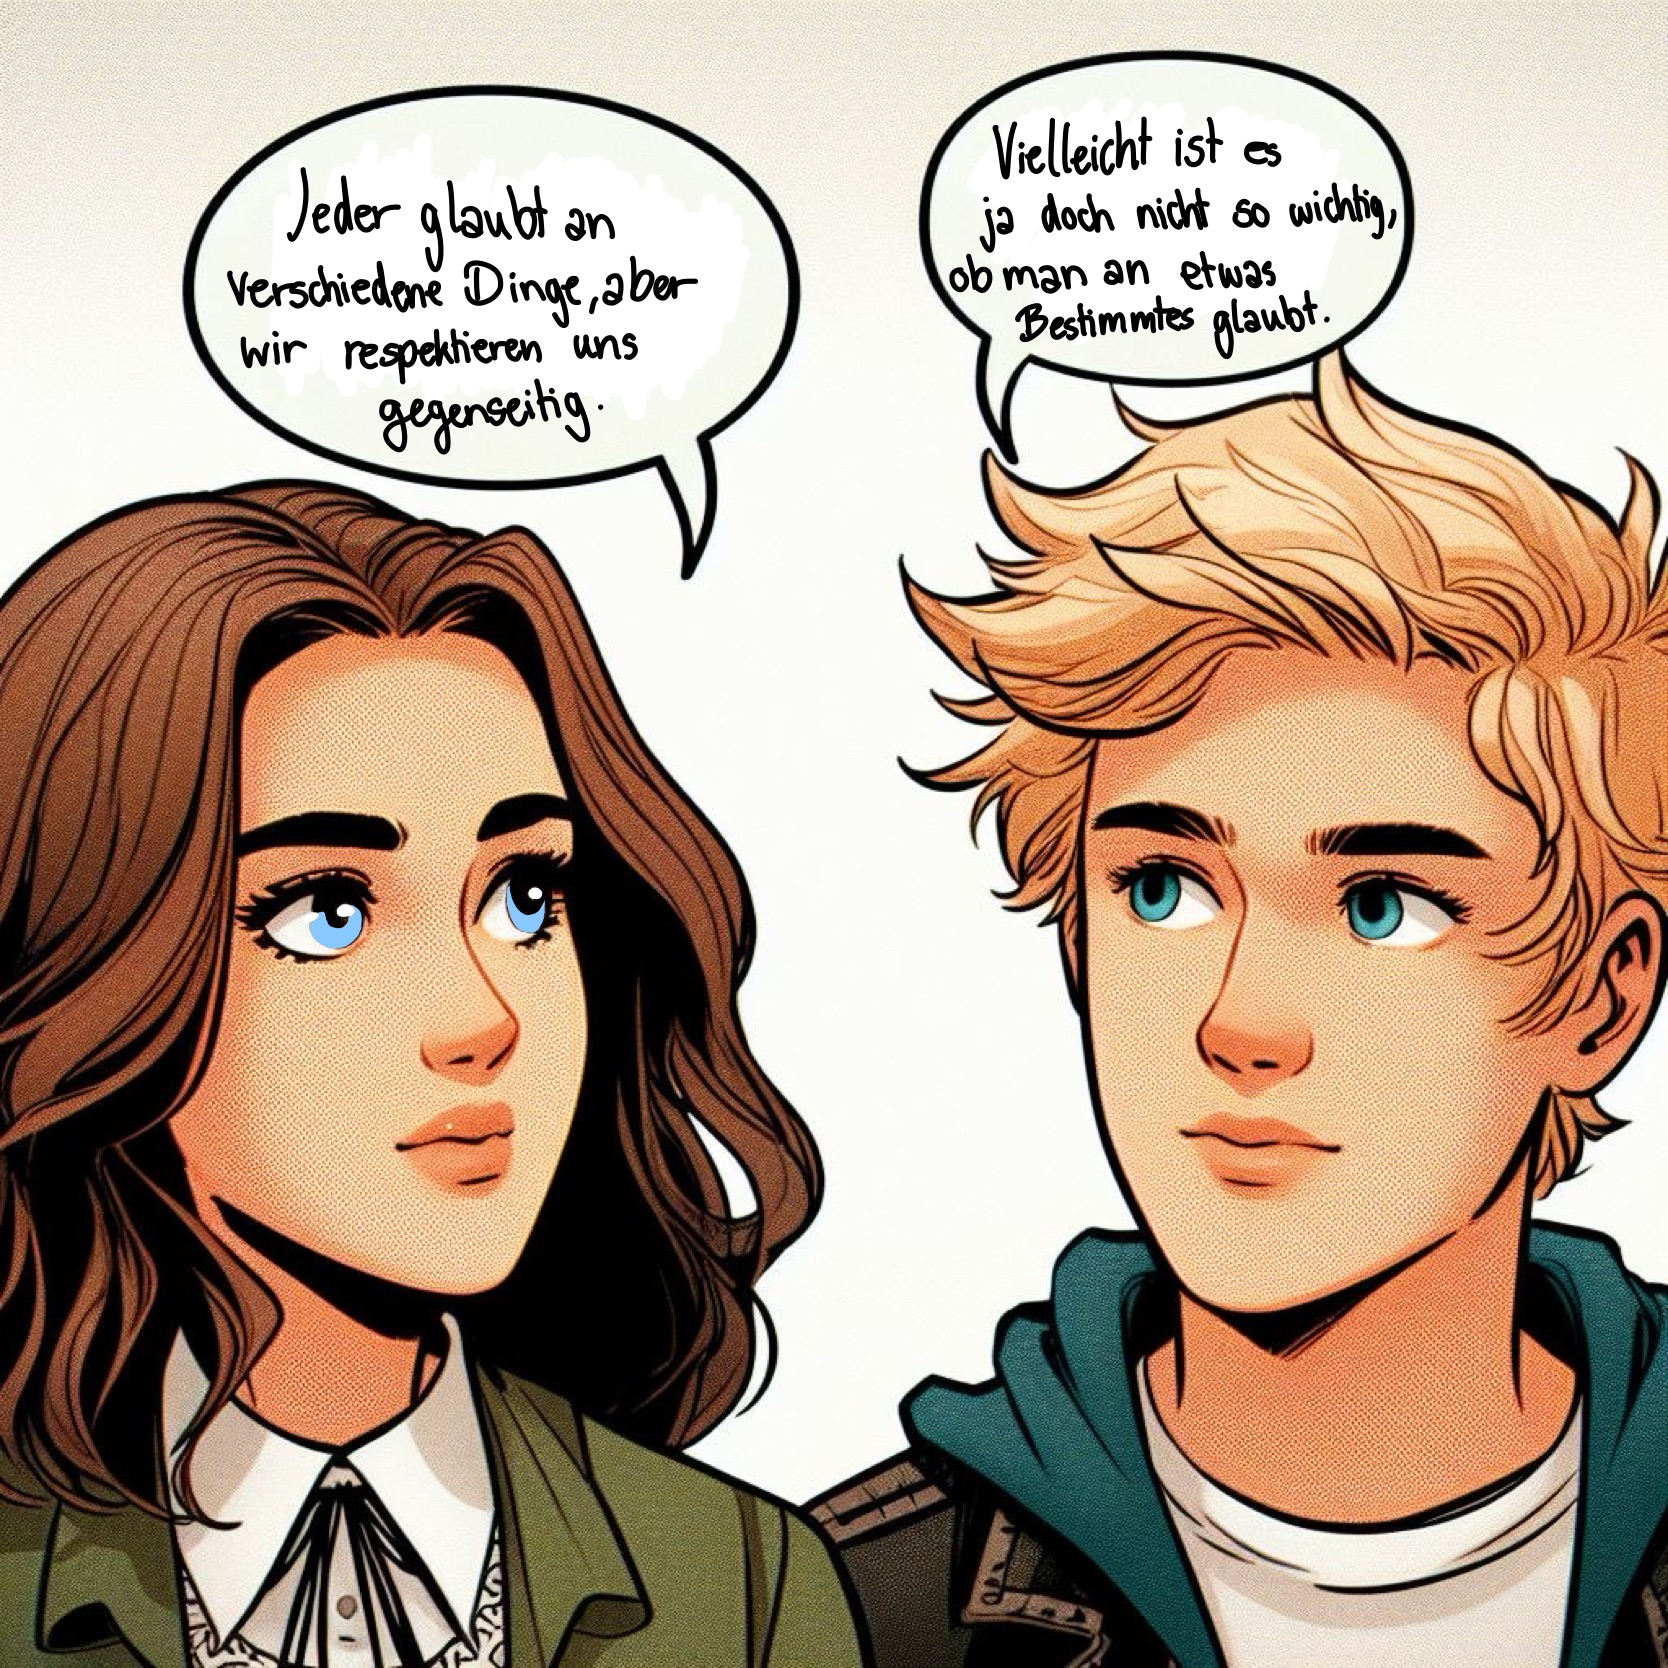 Jeder glaubt an
verschiedene Dinge, aber
wir respektieren uns
gegenseitig.
Vielleicht ist es
ja doch nicht so wichtig,
ob man an etwas
Bestimmtes glaubt.